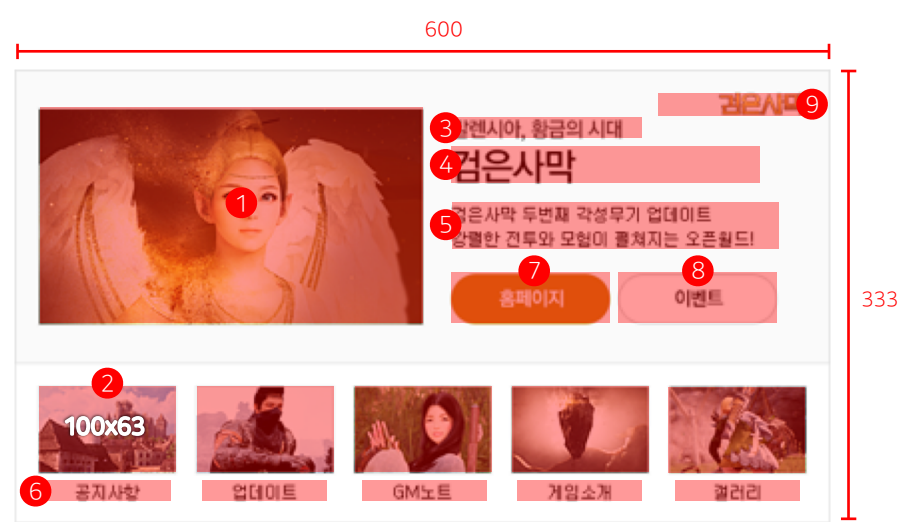 600
검은사막
9
3
발렌시아, 황금의 시대
4
검은사막
1
5
검은사막 두번째 각성무기 업데이트
강렬한 전투와 모험이 펼쳐지는 오픈월드!
7
8
홈페이지
이벤트
333
2
100x63
6
공지사항
업데이트
GM노트
게임소개
갤러리